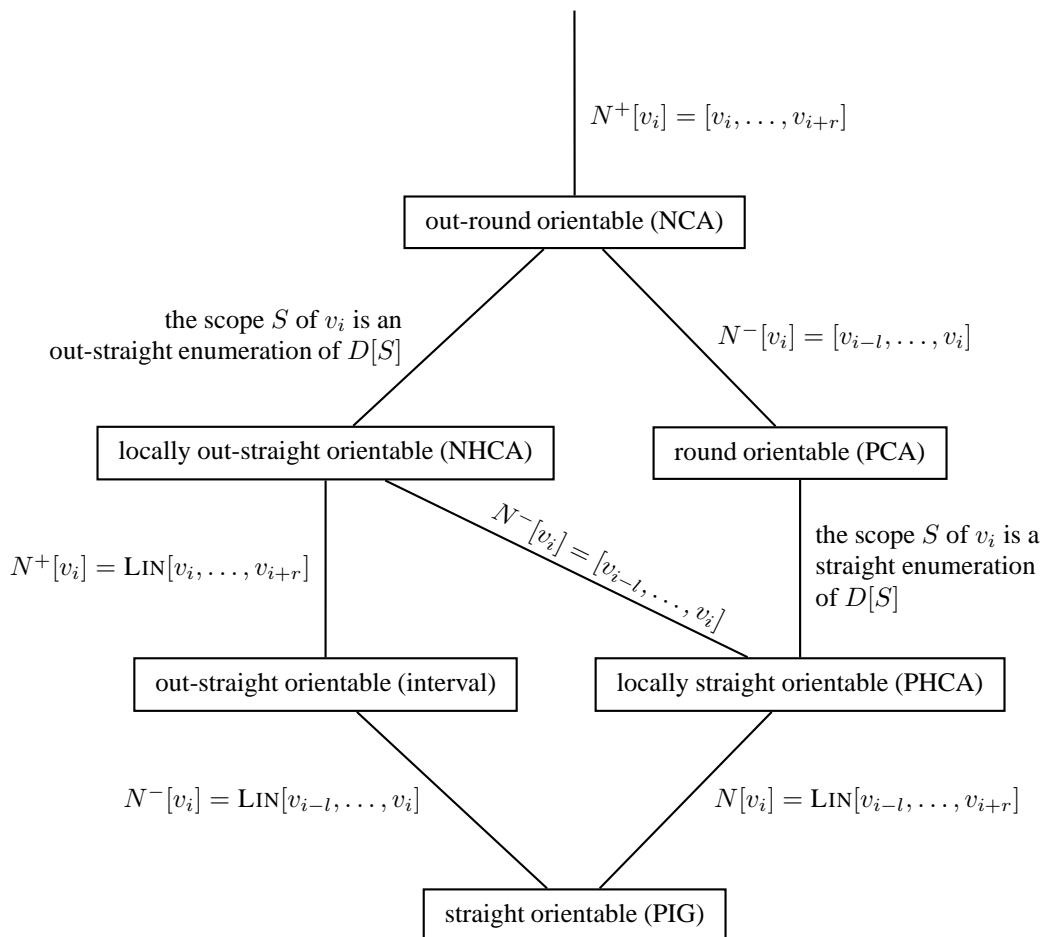 N⁺[vᵢ] = [vᵢ, . . . , vᵢ₊ᵣ]
out-round orientable (NCA)
the scope S of vᵢ is an
out-straight enumeration of D[S]
N⁻[vᵢ] = [vᵢ₋ₗ, . . . , vᵢ]
locally out-straight orientable (NHCA)
round orientable (PCA)
N⁺[vᵢ] = LIN[vᵢ, . . . , vᵢ₊ᵣ]
N⁻[vᵢ] = [vᵢ₋ₗ, . . . , vᵢ]
the scope S of vᵢ is a
straight enumeration
of D[S]
out-straight orientable (interval)
locally straight orientable (PHCA)
N⁻[vᵢ] = LIN[vᵢ₋ₗ, . . . , vᵢ]
N[vᵢ] = LIN[vᵢ₋ₗ, . . . , vᵢ₊ᵣ]
straight orientable (PIG)